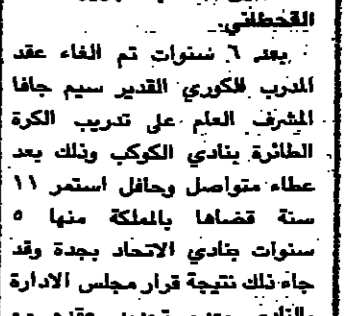 القحطاني.
بعد ٦ سنوات تم الغاء عقد
المدرب الكوري القدير سيم جافا
المشرف العام على تدريب الكرة
الطائرة بنادي الكوكب وذلك بعد
عطاء متواصل وحافل استمر ١١
سنة قضاها بالمملكة منها ٥
سنوات بنادي الاتحاد بجدة وقد
جاء ذلك نتيجة قرار مجلس الادارة